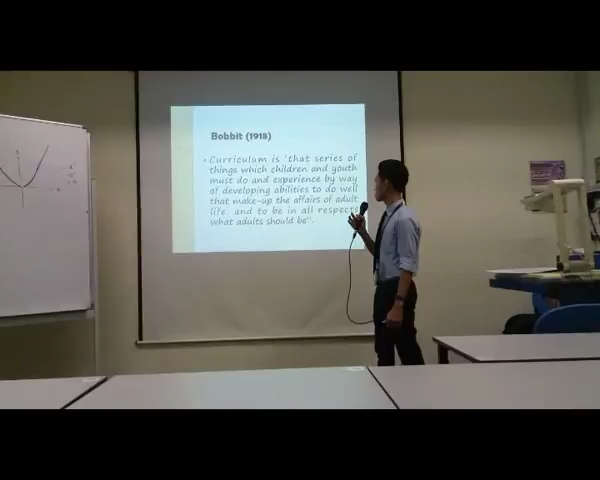 Bobbit (1918)
• Curriculum is 'that series of
things which children and youth
must do and experience by way
of developing abilities to do well
that make-up the affairs of adult
life; and to be in all respects
what adults should be".